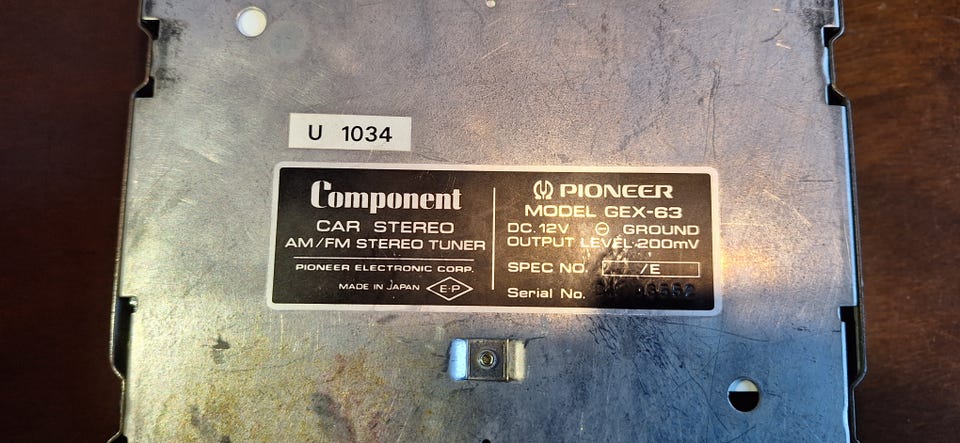 U 1034
Component
CAR STEREO
AM/FM STEREO TUNER
PIONEER ELECTRONIC CORP.
MADE IN JAPAN E·P
PIONEER
MODEL GEX-63
DC. 12V ⊖ GROUND
OUTPUT LEVEL·200mV
SPEC NO. /E
Serial No.